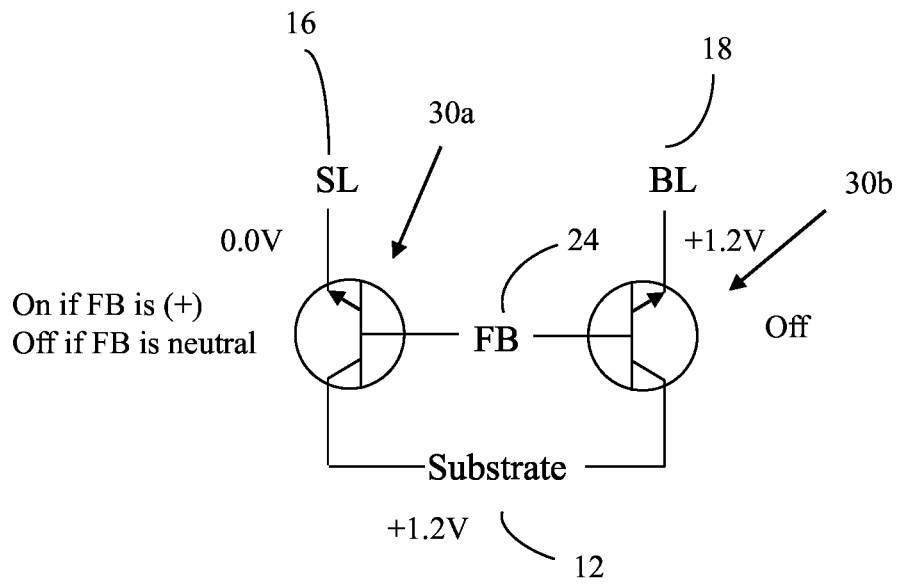 16
18
30a
SL
BL
30b
0.0V
24
+1.2V
On if FB is (+)
Off if FB is neutral
FB
Off
Substrate
+1.2V
12